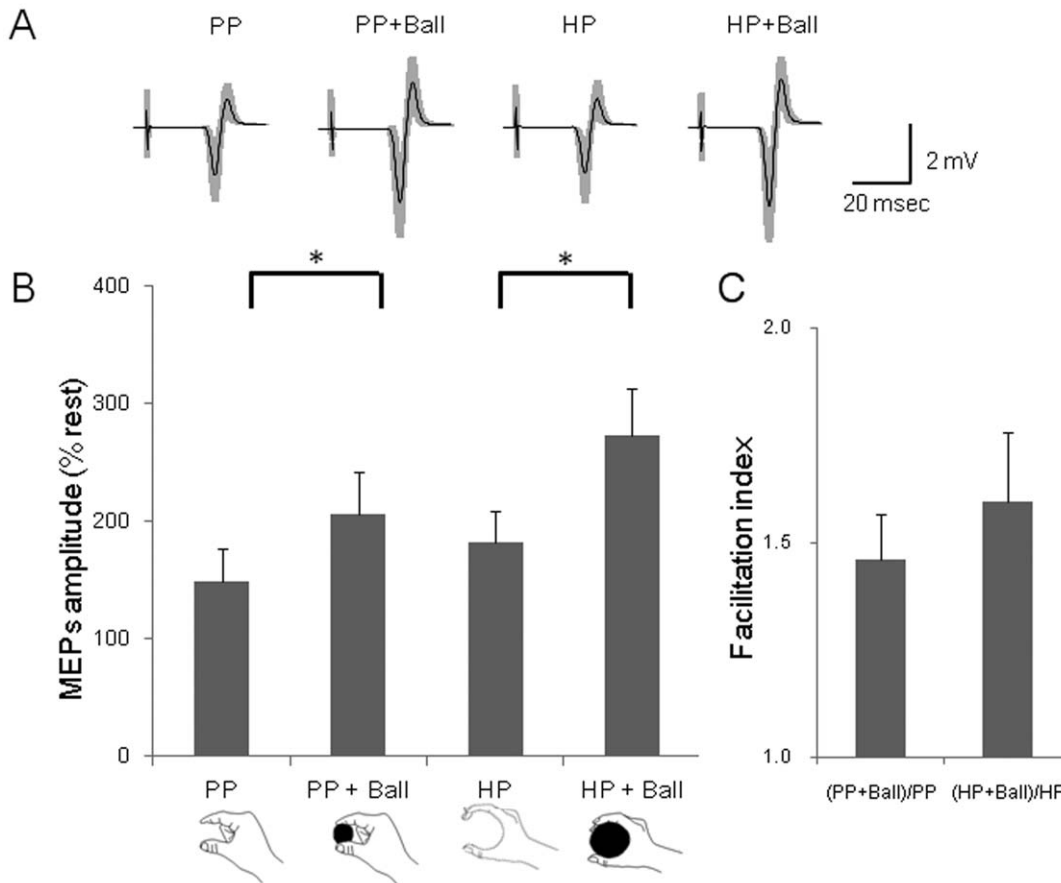 A
PP PP+Ball HP HP+Ball
2 mV
20 msec
B
* *
MEPs amplitude (% rest)
400
300
200
100
0
PP PP + Ball HP HP + Ball
C
Facilitation index
2.0
1.5
1.0
(PP+Ball)/PP (HP+Ball)/HP